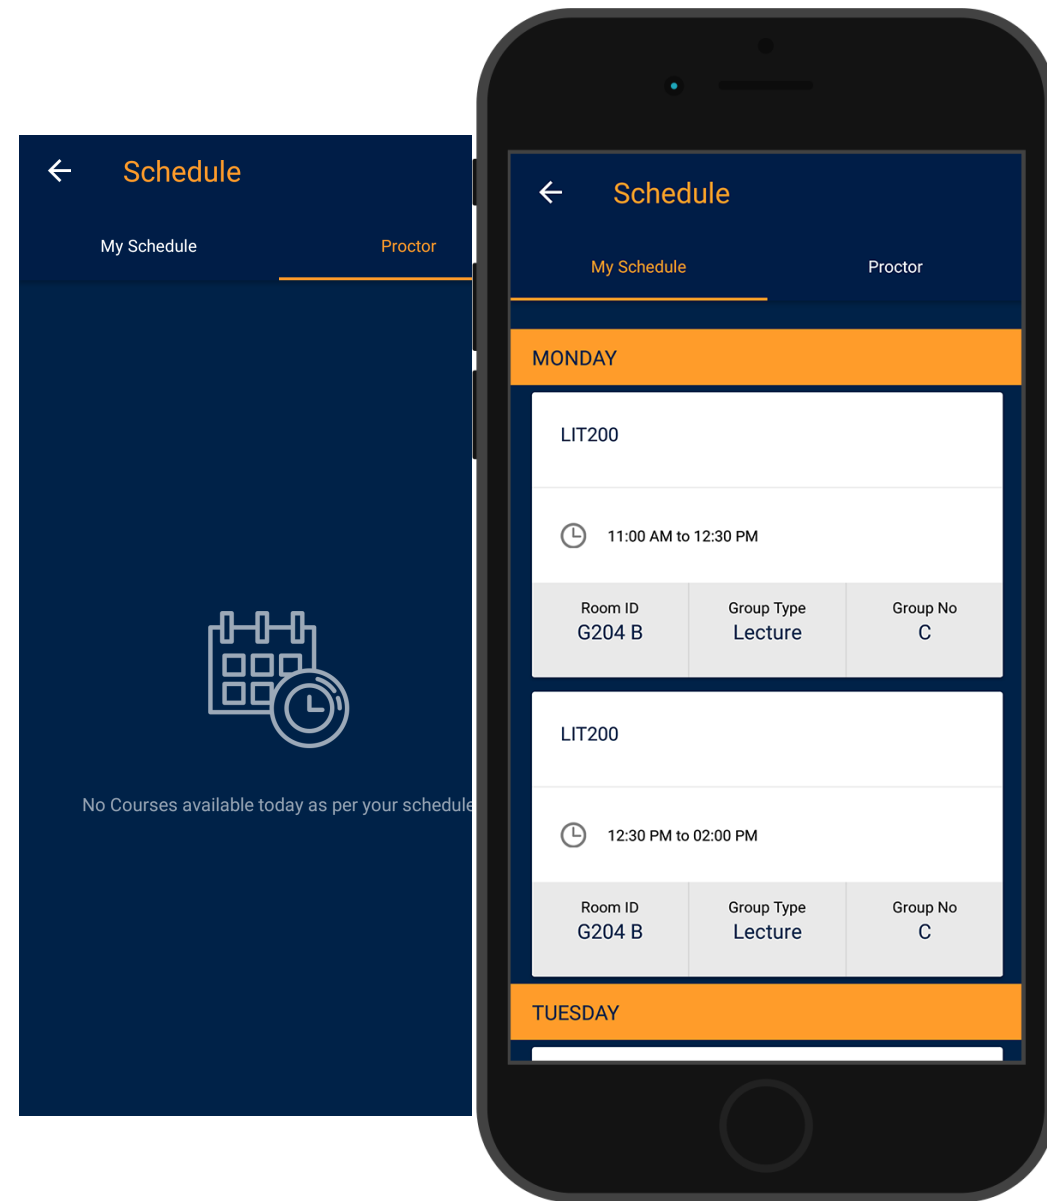 Schedule
My Schedule Proctor
No Courses available today as per your schedule
Schedule
My Schedule Proctor
MONDAY
LIT200
11:00 AM to 12:30 PM
Room ID Group Type Group No
G204 B Lecture C
LIT200
12:30 PM to 02:00 PM
Room ID Group Type Group No
G204 B Lecture C
TUESDAY